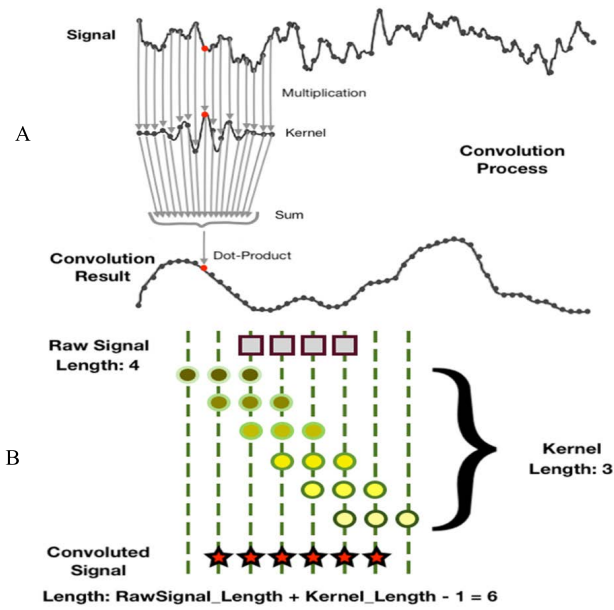 Signal
Multiplication
A
Kernel
Convolution
Process
Sum
Convolution
Result
Dot-Product
Raw Signal
Length: 4
B
Kernel
Length: 3
Convoluted
Signal
Length: RawSignal_Length + Kernel_Length - 1 = 6